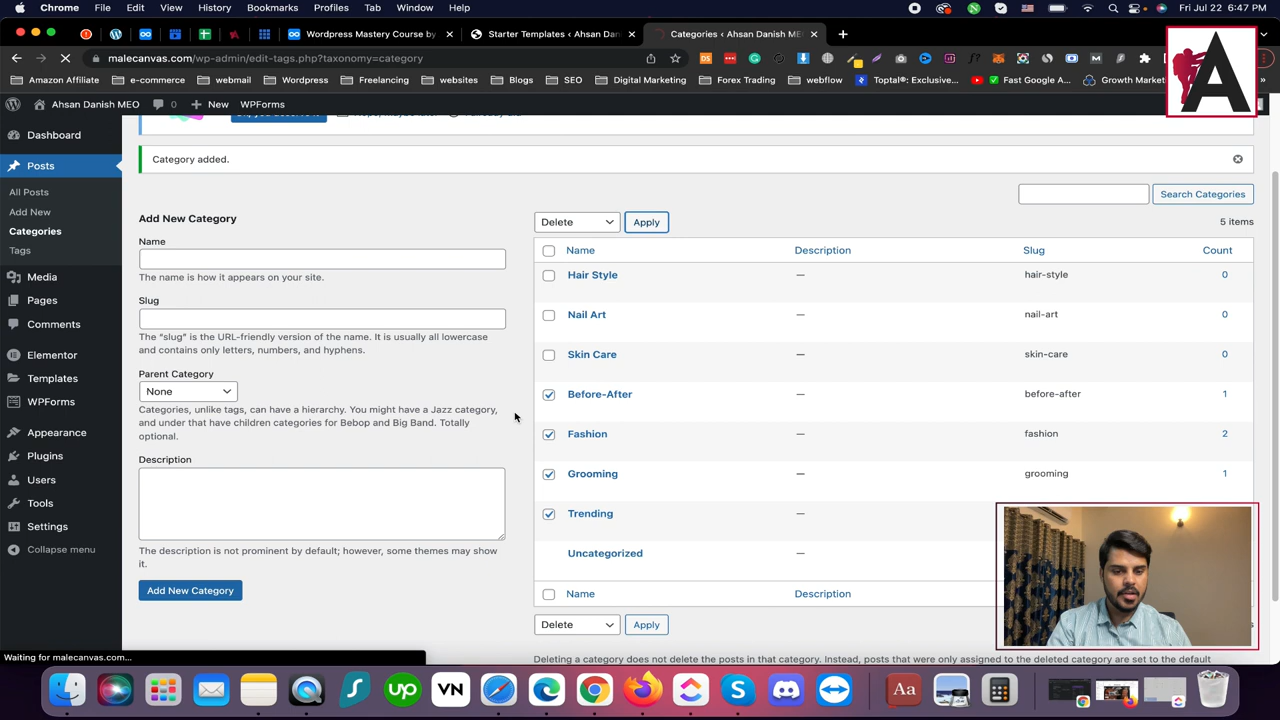 Chrome File Edit View History Bookmarks Profiles Tab Window Help Fri Jul 22 6:47 PM
Wordpress Mastery Course by Starter Templates ‹ Ahsan Dan Categories ‹ Ahsan Danish ME
malecanvas.com/wp-admin/edit-tags.php?taxonomy=category
Amazon Affiliate e-commerce webmail Wordpress Freelancing websites Blogs SEO Digital Marketing Forex Trading webflow Toptal®: Exclusive... Fast Google A... Growth Market
A
Ahsan Danish MEO 0 New WPForms
Dashboard
Posts
All Posts
Add New
Categories
Tags
Media
Pages
Comments
Elementor
Templates
WPForms
Appearance
Plugins
Users
Tools
Settings
Collapse menu
Category added.
Search Categories
Add New Category
Name
The name is how it appears on your site.
Slug
The “slug” is the URL-friendly version of the name. It is usually all lowercase
and contains only letters, numbers, and hyphens.
Parent Category
None
Categories, unlike tags, can have a hierarchy. You might have a Jazz category,
and under that have children categories for Bebop and Big Band. Totally
optional.
Description
The description is not prominent by default; however, some themes may show
it.
Add New Category
Delete Apply 5 items
Name Description Slug Count
Hair Style — hair-style 0
Nail Art — nail-art 0
Skin Care — skin-care 0
Before-After — before-after 1
Fashion — fashion 2
Grooming — grooming 1
Trending —
Uncategorized —
Name Description
Delete Apply
Deleting a category does not delete the posts in that category. Instead, posts that were only assigned to the deleted category are set to the default
Waiting for malecanvas.com...
up VN S Aa